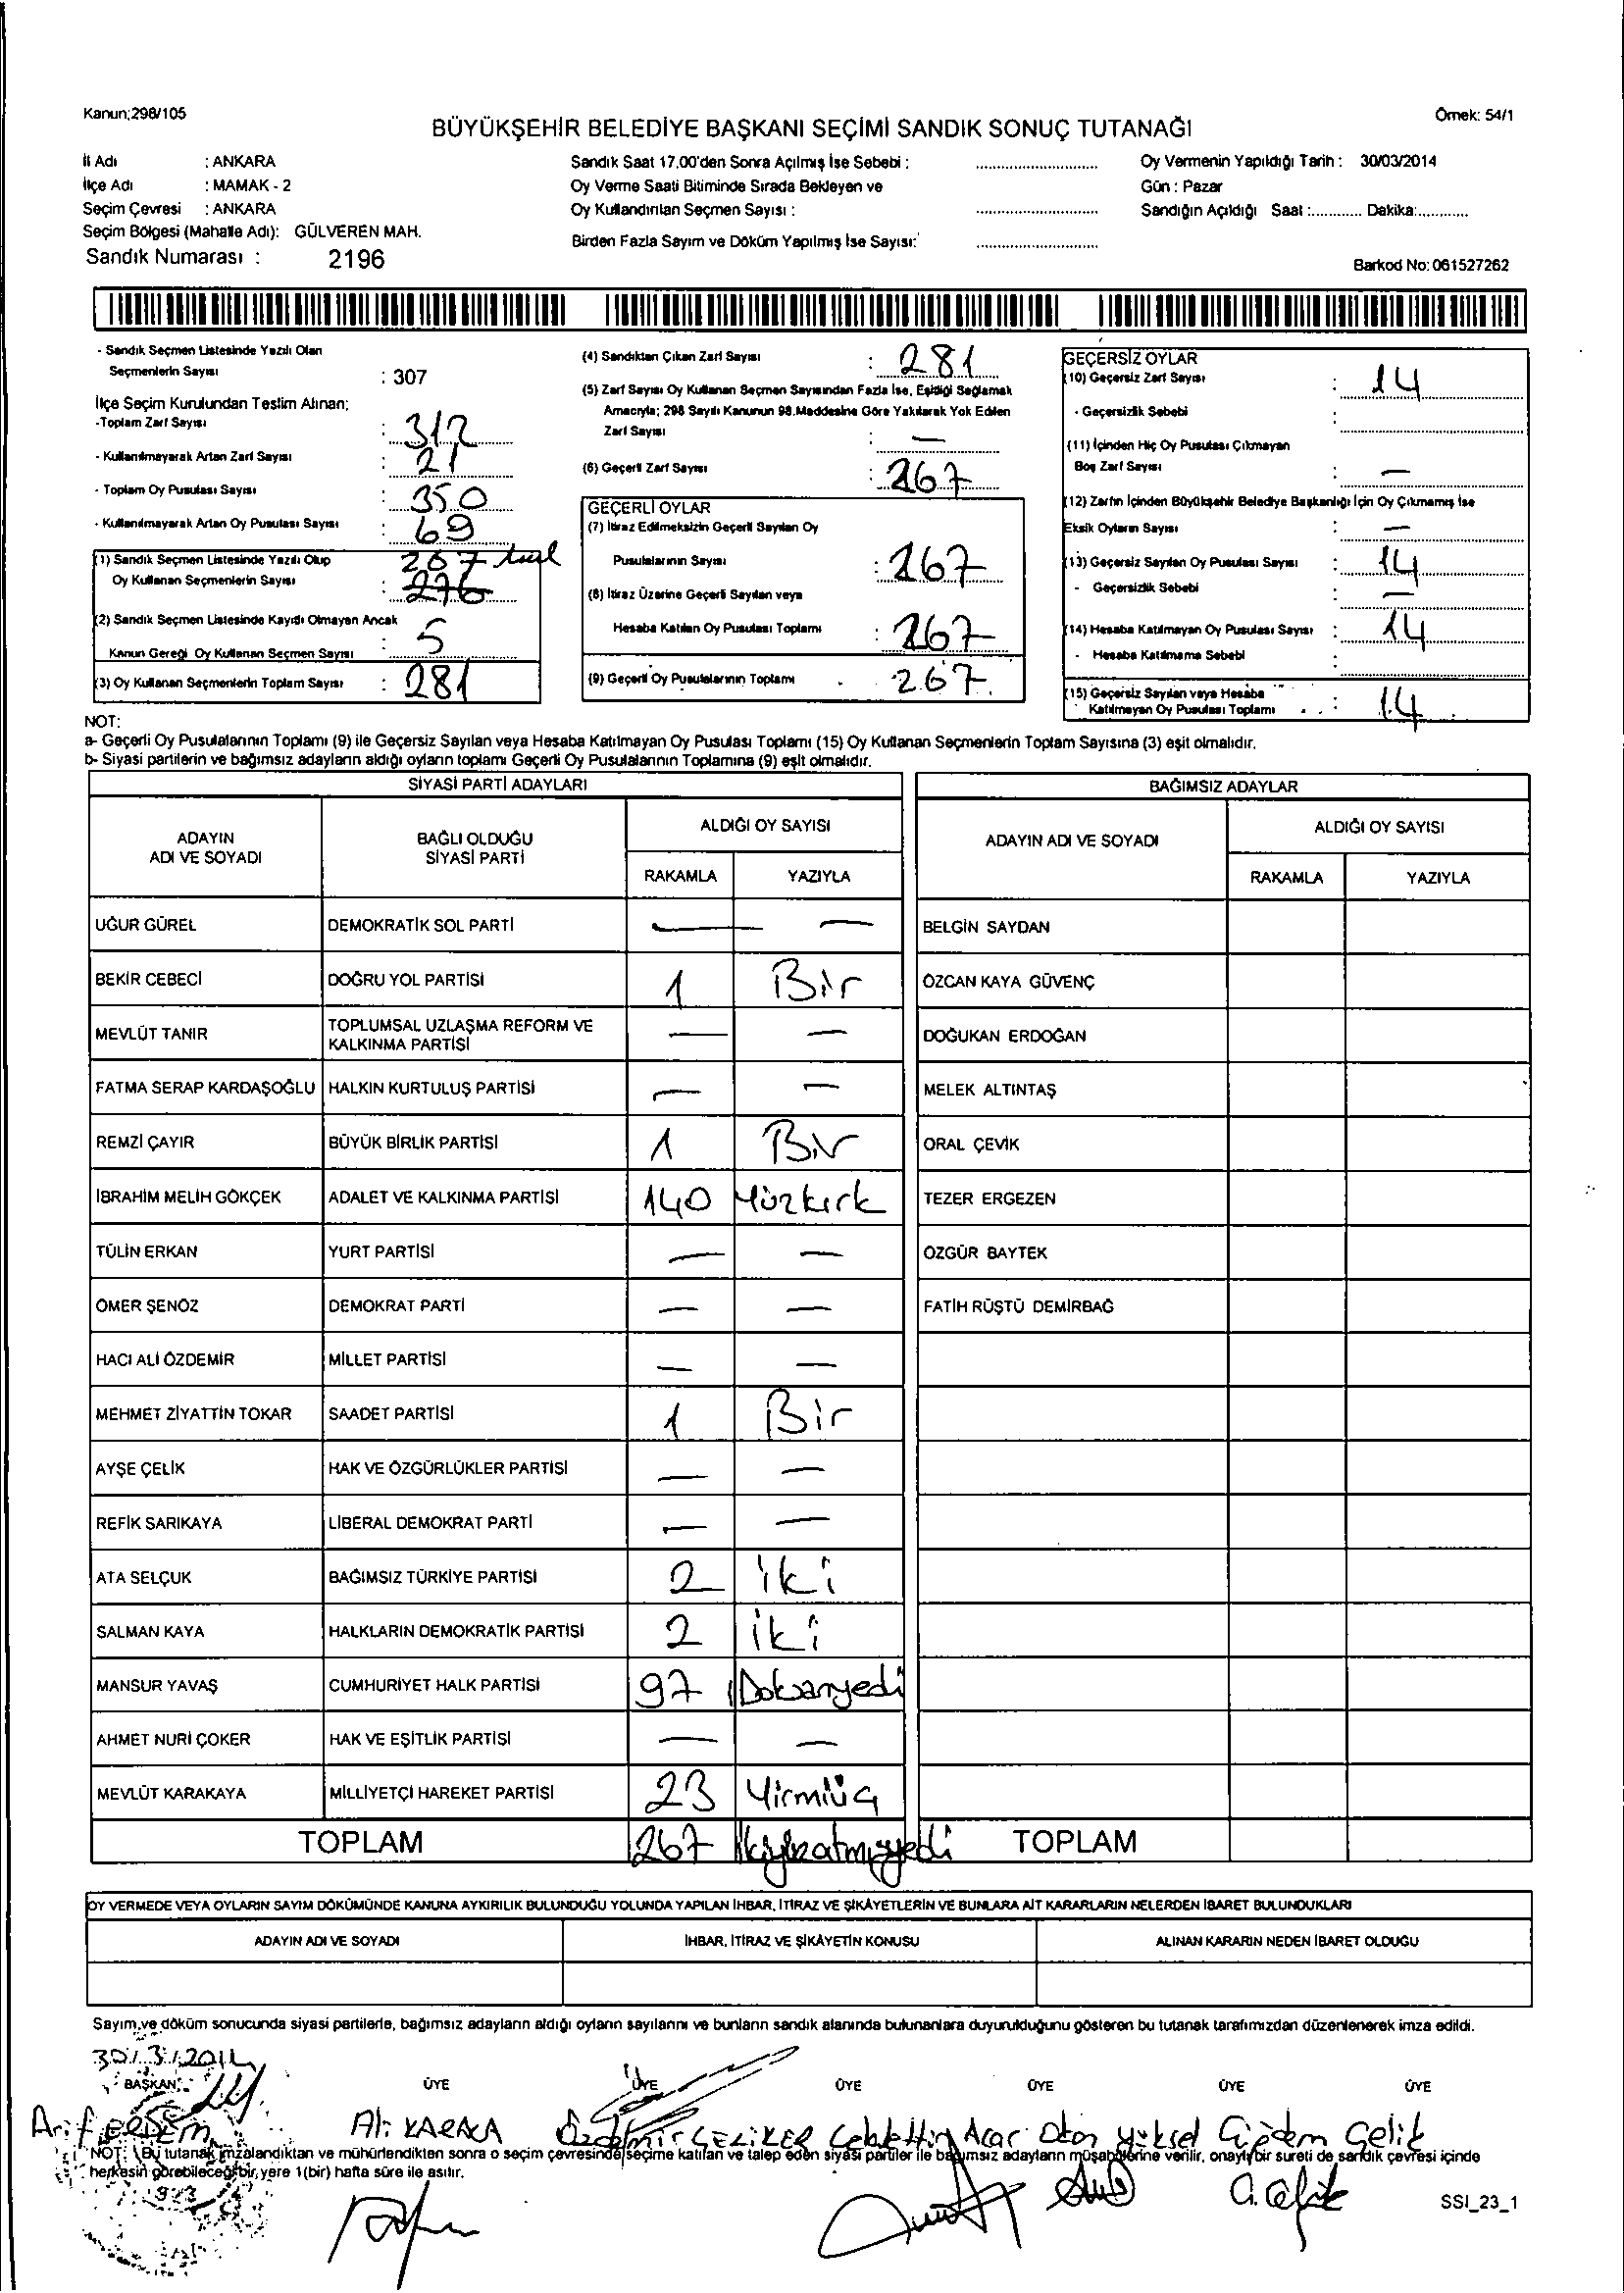 Kanun;298/105
Örnek: 54/1
BÜYÜKŞEHİR BELEDİYE BAŞKANI SEÇİMİ SANDIK SONUÇ TUTANAĞI
İl Adı : ANKARA
İlçe Adı : MAMAK - 2
Seçim Çevresi : ANKARA
Seçim Bölgesi (Mahalle Adı): GÜLVEREN MAH.
Sandık Numarası : 2196
Sandık Saat 17.00'den Sonra Açılmış İse Sebebi :
Oy Verme Saati Bitiminde Sırada Bekleyen ve
Oy Kullandırılan Seçmen Sayısı :
Birden Fazla Sayım ve Döküm Yapılmış İse Sayısı:
Oy Vermenin Yapıldığı Tarih : 30/03/2014
Gün : Pazar
Sandığın Açıldığı Saat :............ Dakika:............
Barkod No: 061527262
- Sandık Seçmen Listesinde Yazılı Olan
Seçmenlerin Sayısı : 307
İlçe Seçim Kurulundan Teslim Alınan;
-Toplam Zarf Sayısı : 312
- Kullanılmayarak Artan Zarf Sayısı : 21
- Toplam Oy Pusulası Sayısı : 350
- Kullanılmayarak Artan Oy Pusulası Sayısı : 69
(1) Sandık Seçmen Listesinde Yazılı Olup 267
Oy Kullanan Seçmenlerin Sayısı : 276
(2) Sandık Seçmen Listesinde Kayıtlı Olmayan Ancak
Kanun Gereği Oy Kullanan Seçmen Sayısı : 5
(3) Oy Kullanan Seçmenlerin Toplam Sayısı : 281
(4) Sandıktan Çıkan Zarf Sayısı : 281
(5) Zarf Sayısı Oy Kullanan Seçmen Sayısından Fazla İse, Eşitliği Sağlamak
Amacıyla; 298 Sayılı Kanunun 98.Maddesine Göre Yakılarak Yok Edilen
Zarf Sayısı : —
(6) Geçerli Zarf Sayısı : 267
GEÇERLİ OYLAR
(7) İtiraz Edilmeksizin Geçerli Sayılan Oy
Pusulalarının Sayısı : 267
(8) İtiraz Üzerine Geçerli Sayılan veya
Hesaba Katılan Oy Pusulası Toplamı : 267
(9) Geçerli Oy Pusulalarının Toplamı 267
GEÇERSİZ OYLAR
(10) Geçersiz Zarf Sayısı : 14
- Geçersizlik Sebebi :
(11) İçinden Hiç Oy Pusulası Çıkmayan
Boş Zarf Sayısı : —
(12) Zarfın İçinden Büyükşehir Belediye Başkanlığı İçin Oy Çıkmamış İse
Eksik Oyların Sayısı : —
(13) Geçersiz Sayılan Oy Pusulası Sayısı : 14
- Geçersizlik Sebebi : —
(14) Hesaba Katılmayan Oy Pusulası Sayısı : 14
- Hesaba Katılmama Sebebi :
(15) Geçersiz Sayılan veya Hesaba
Katılmayan Oy Pusulası Toplamı : 14
NOT:
a- Geçerli Oy Pusulalarının Toplamı (9) ile Geçersiz Sayılan veya Hesaba Katılmayan Oy Pusulası Toplamı (15) Oy Kullanan Seçmenlerin Toplam Sayısına (3) eşit olmalıdır.
b- Siyasi partilerin ve bağımsız adayların aldığı oyların toplamı Geçerli Oy Pusulalarının Toplamına (9) eşit olmalıdır.
SİYASİ PARTİ ADAYLARI
ADAYIN ADI VE SOYADI
BAĞLI OLDUĞU SİYASİ PARTİ
ALDIĞI OY SAYISI
RAKAMLA YAZIYLA
UĞUR GÜREL DEMOKRATİK SOL PARTİ — —
BEKİR CEBECİ DOĞRU YOL PARTİSİ 1 Bir
MEVLÜT TANIR TOPLUMSAL UZLAŞMA REFORM VE KALKINMA PARTİSİ — —
FATMA SERAP KARDAŞOĞLU HALKIN KURTULUŞ PARTİSİ — —
REMZİ ÇAYIR BÜYÜK BİRLİK PARTİSİ 1 Bir
İBRAHİM MELİH GÖKÇEK ADALET VE KALKINMA PARTİSİ 140 Yüzkırk
TÜLİN ERKAN YURT PARTİSİ — —
ÖMER ŞENÖZ DEMOKRAT PARTİ — —
HACI ALİ ÖZDEMİR MİLLET PARTİSİ — —
MEHMET ZİYATTİN TOKAR SAADET PARTİSİ 1 Bir
AYŞE ÇELİK HAK VE ÖZGÜRLÜKLER PARTİSİ — —
REFİK SARIKAYA LİBERAL DEMOKRAT PARTİ — —
ATA SELÇUK BAĞIMSIZ TÜRKİYE PARTİSİ 2 iki
SALMAN KAYA HALKLARIN DEMOKRATİK PARTİSİ 2 iki
MANSUR YAVAŞ CUMHURİYET HALK PARTİSİ 97 Doksanyedi
AHMET NURİ ÇOKER HAK VE EŞİTLİK PARTİSİ — —
MEVLÜT KARAKAYA MİLLİYETÇİ HAREKET PARTİSİ 23 Yirmiüç
TOPLAM 267 ikiyüzatmışyedi
BAĞIMSIZ ADAYLAR
ADAYIN ADI VE SOYADI
ALDIĞI OY SAYISI
RAKAMLA YAZIYLA
BELGİN SAYDAN
ÖZCAN KAYA GÜVENÇ
DOĞUKAN ERDOĞAN
MELEK ALTINTAŞ
ORAL ÇEVİK
TEZER ERGEZEN
ÖZGÜR BAYTEK
FATİH RÜŞTÜ DEMİRBAĞ
TOPLAM
OY VERMEDE VEYA OYLARIN SAYIM DÖKÜMÜNDE KANUNA AYKIRILIK BULUNDUĞU YOLUNDA YAPILAN İHBAR, İTİRAZ VE ŞİKÂYETLERİN VE BUNLARA AİT KARARLARIN NELERDEN İBARET BULUNDUKLARI
ADAYIN ADI VE SOYADI İHBAR, İTİRAZ VE ŞİKÂYETİN KONUSU ALINAN KARARIN NEDEN İBARET OLDUĞU
Sayım ve döküm sonucunda siyasi partilerle, bağımsız adayların aldığı oyların sayılarını ve bunların sandık alanında bulunanlara duyurulduğunu gösteren bu tutanak tarafımızdan düzenlenerek imza edildi.
30/3/2014
BAŞKAN ÜYE ÜYE ÜYE ÜYE ÜYE ÜYE
Arif ERDEM Ali KARACA Özdemir ÇEZİKER Celalettin Acar Ozan Yüksel Çiğdem Çelik
NOT: Bu tutanak imzalandıktan ve mühürlendikten sonra o seçim çevresinde seçime katılan ve talep eden siyasi partiler ile bağımsız adayların müşahitlerine verilir, onaylı bir sureti de sandık çevresi içinde
herkesin görebileceği bir yere 1(bir) hafta süre ile asılır.
Ç. Çelik
SSI_23_1